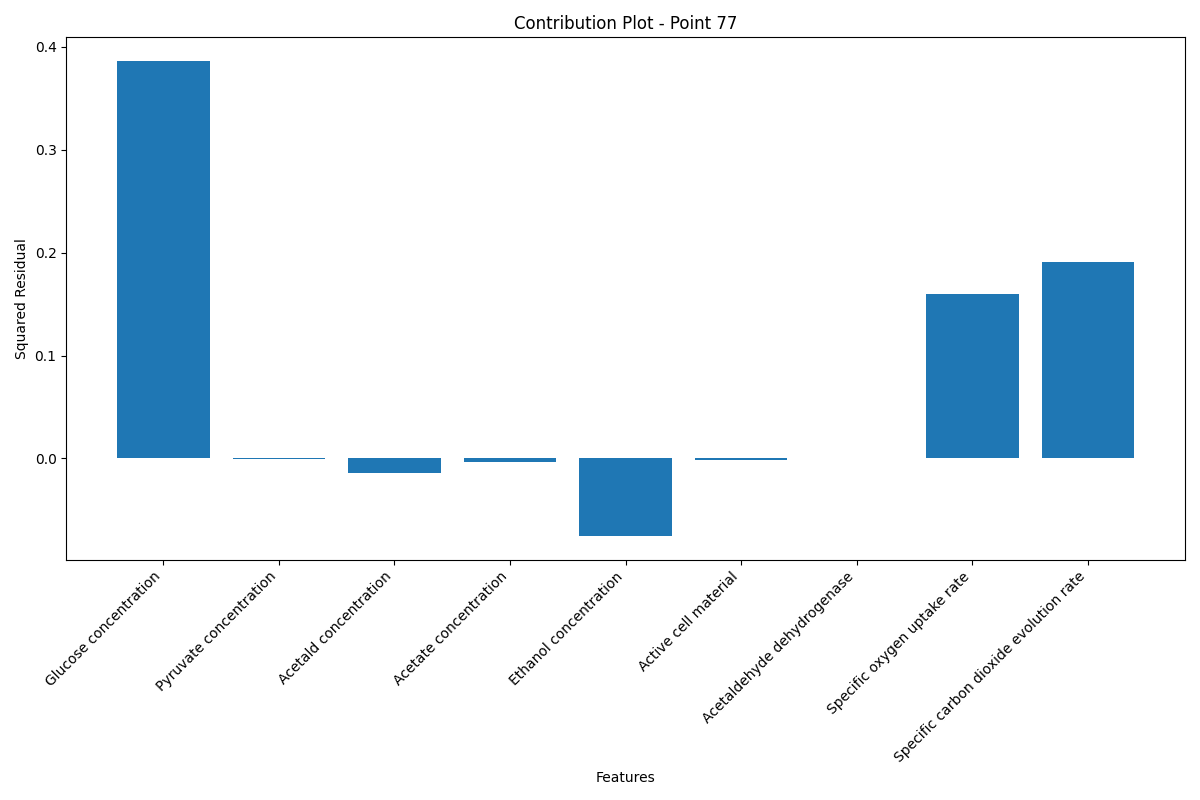 Contribution Plot - Point 77
Squared Residual
0.4
0.3
0.2
0.1
0.0
Glucose concentration
Pyruvate concentration
Acetald concentration
Acetate concentration
Ethanol concentration
Active cell material
Acetaldehyde dehydrogenase
Specific oxygen uptake rate
Specific carbon dioxide evolution rate
Features